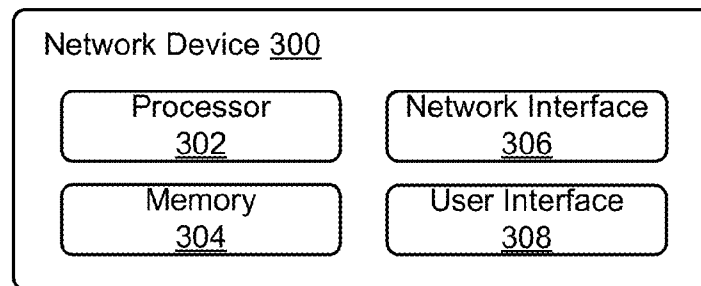 Network Device 300
Processor
302
Network Interface
306
Memory
304
User Interface
308